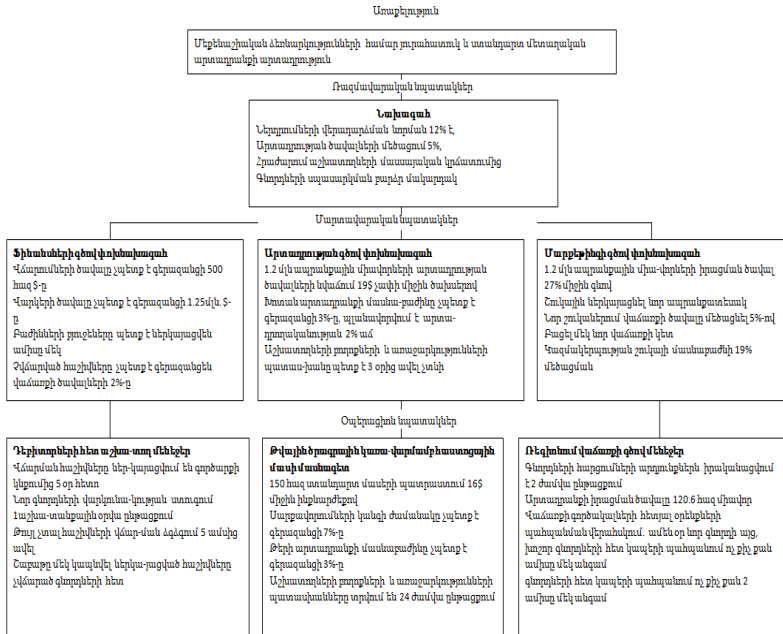 Առաքելություն
Մեքենաշիական ձեռնարկությունների համար յուրահատուկ և ստանդարտ մետաղական
արտադրանքի արտադրություն
Ռազմավարական նպատակներ
Նախագահ
Ներդրումների վերադարձման նորման 12% է,
Արտադրության ծավալների մեծացում 5%,
Հրաժարում աշխատողների մասսայական կրճատումից
Գնորդների սպասարկման բարձր մակարդակ
Մարտավարական նպատակներ
Ֆինանսների գծով փոխնախագահ
Վճարումների ծավալը չպետք է գերազանցի 500
հազ $-ը
Վարկերի ծավալը չպետք է գերազանցի 1.25մլն. $-
ը
Բաժինների բյուջեները պետք է ներկայացվեն
ամիսը մեկ
Չվճարված հաշիվները չպետք է գերազանցեն
վաճառքի ծավալների 2%-ը
Արտադրության գծով փոխնախագահ
1.2 մլն ապրանքային միավորների արտադրության
ծավալների նվաճում 19$ չափի միջին ծախսերով
Խոտան արտադրանքի մասնա-բաժինը չպետք է
գերազանցի 3%-ը, պլանավորվում է արտա-
դրողականության 2% աճ
Աշխատողների բողոքների և առաջարկությունների
պատաս-խանը պետք է 3 օրից ավել չտևի
Մարքեթինգի գծով փոխնախագահ
1.2 մլն ապրանքային միա-վորների իրացման ծավալ
27% միջին գնով
Շուկային ներկայացնել նոր ապրանքատեսակ
Նոր շուկաներում վաճառքի ծավալը մեծացնել 5%-ով
Բացել մեկ նոր վաճառքի կետ
Կազմակերպության շուկայի մասնաբաժնի 19%
մեծացման
Օպերացիոն նպատակներ
Դեբիտորների հետ աշխա-տող մենեջեր
Վճարման հաշիվները ներ-կայացվում են գործարքի
կնքումից 5 օր հետո
Նոր գնորդների վարկունա-կության ստուգում
1աշխա-տանքային օրվա ընթացքում
Թույլ չտալ հաշիվների վճար-ման ձգձգում 5 ամսից
ավել
Շաբաթը մեկ կապնվել ներկա-յացված հաշիվները
չվճարած գնորդների հետ
Թվային ծրագրային կառա-վարմամբ հաստոցային
մասի մասնագետ
150 հազ ստանդարտ մասերի պատրաստում 16$
միջին ինքնարժեքով
Սարքավորումների կանգի ժամանակը չպետք է
գերազանցի 7%-ը
Թերի արտադրանքի մասնաբաժինը չպետք է
գերազանցի 3%-ը
Աշխատողների բողոքների և առաջարկությունների
պատասխանները տրվում են 24 ժամվա ընթացքում
Ռեգիոնում վաճառքի գծով մենեջեր
Գնորդների հարցումների արդյունքներն իրականացվում
է 2 ժամվա ընթացքում
Արտադրանքի իրացման ծավալը 120.6 հազ միավոր
Վաճառքի գործակալների հետյալ օրենքների
պահպանման վերահսկում. ամեն օր նոր գնորդի այց,
խոշոր գնորդների հետ կապերի պահպանում ոչ քիչ քան
ամիսը մեկ անգամ
գնորդների հետ կապերի պահպանում ոչ քիչ քան 2
ամիսը մեկ անգամ